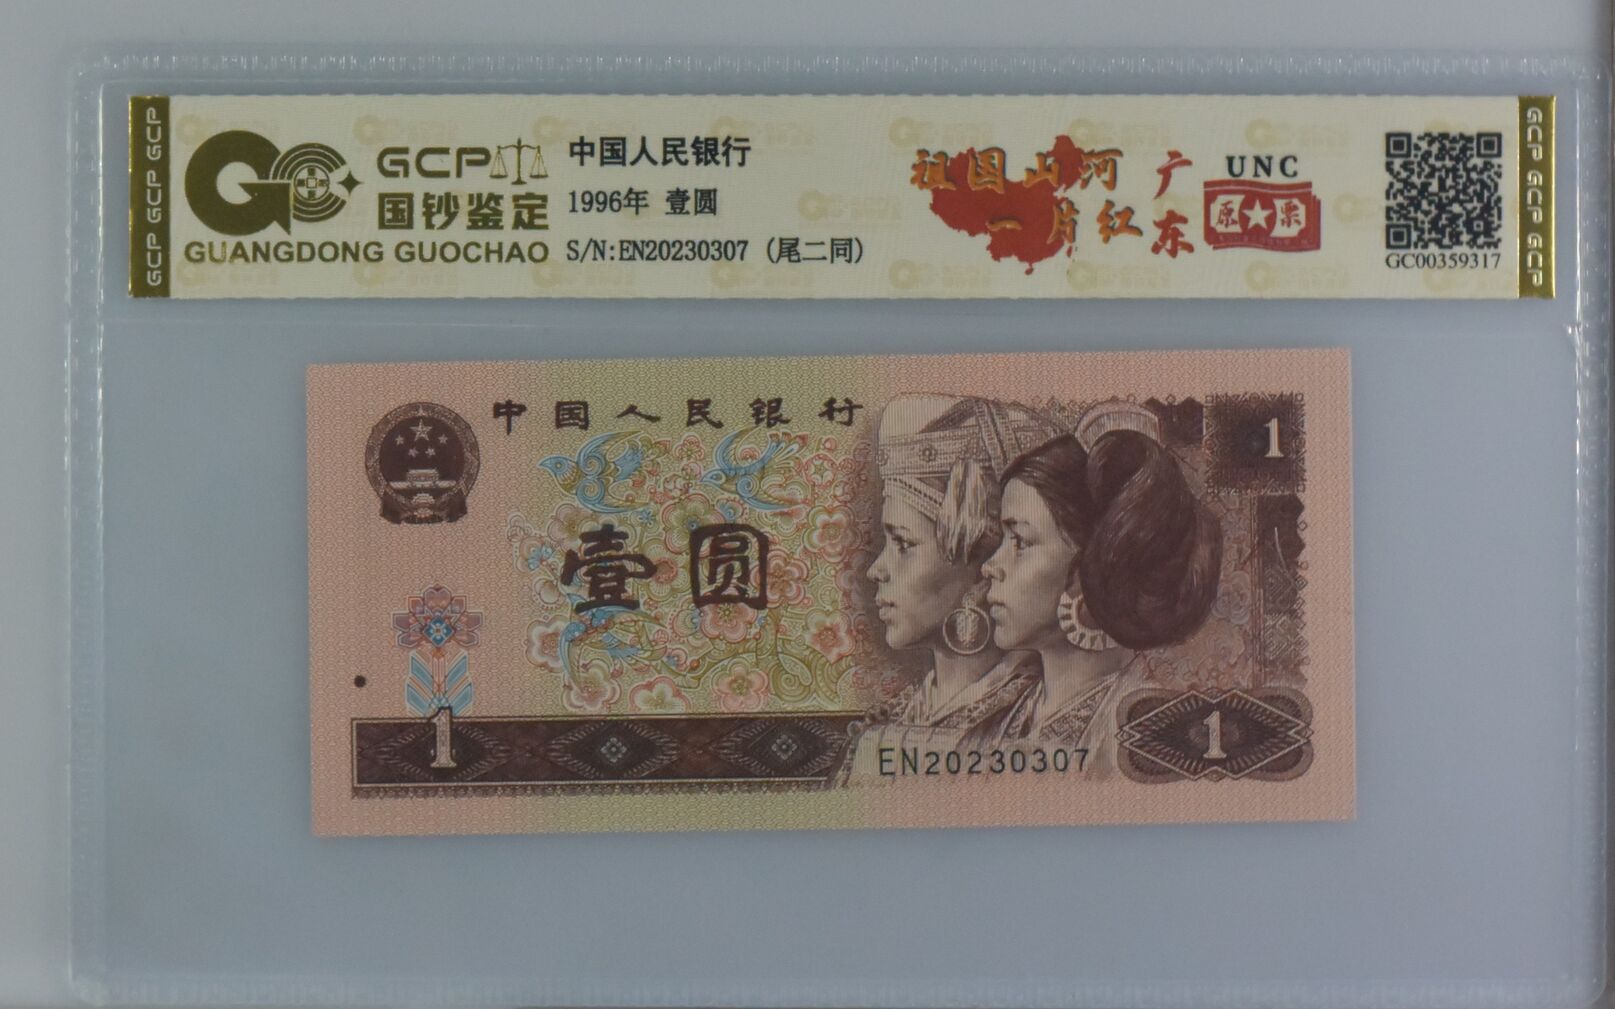 GCP GCP GCP
GCP
国钞鉴定
GUANGDONG GUOCHAO
中国人民银行
1996年 壹圆
S/N:EN20230307 (尾二同)
祖国山河
一片红
广东
UNC
原★票
GC00359317
GCP GCP GCP
中国人民银行
1
壹圆
1
EN20230307
1